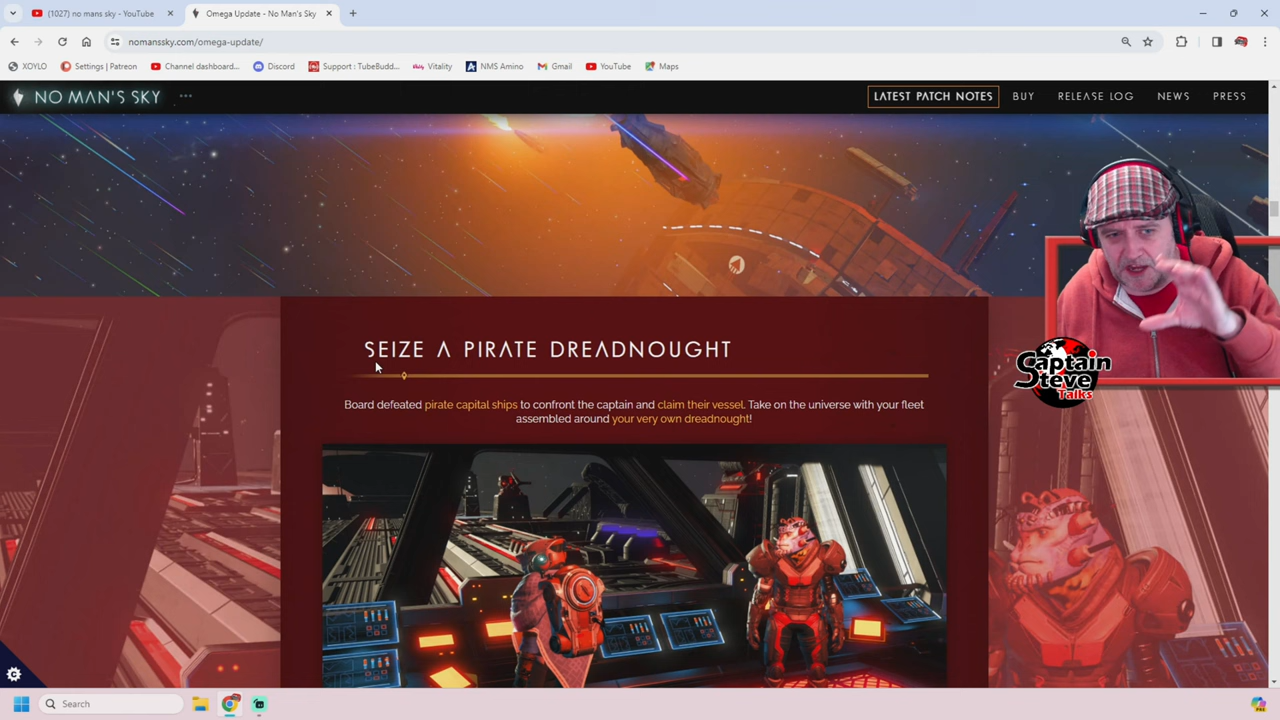 (1027) no mans sky - YouTube
Omega Update - No Man's Sky
nomanssky.com/omega-update/
XOYLO
Settings | Patreon
Channel dashboard...
Discord
Support : TubeBudd...
Vitality
NMS Amino
Gmail
YouTube
Maps
NO MAN'S SKY
LATEST PATCH NOTES
BUY
RELEASE LOG
NEWS
PRESS
SEIZE A PIRATE DREADNOUGHT
Board defeated pirate capital ships to confront the captain and claim their vessel. Take on the universe with your fleet
assembled around your very own dreadnought!
Captain
Steve
Talks
Search